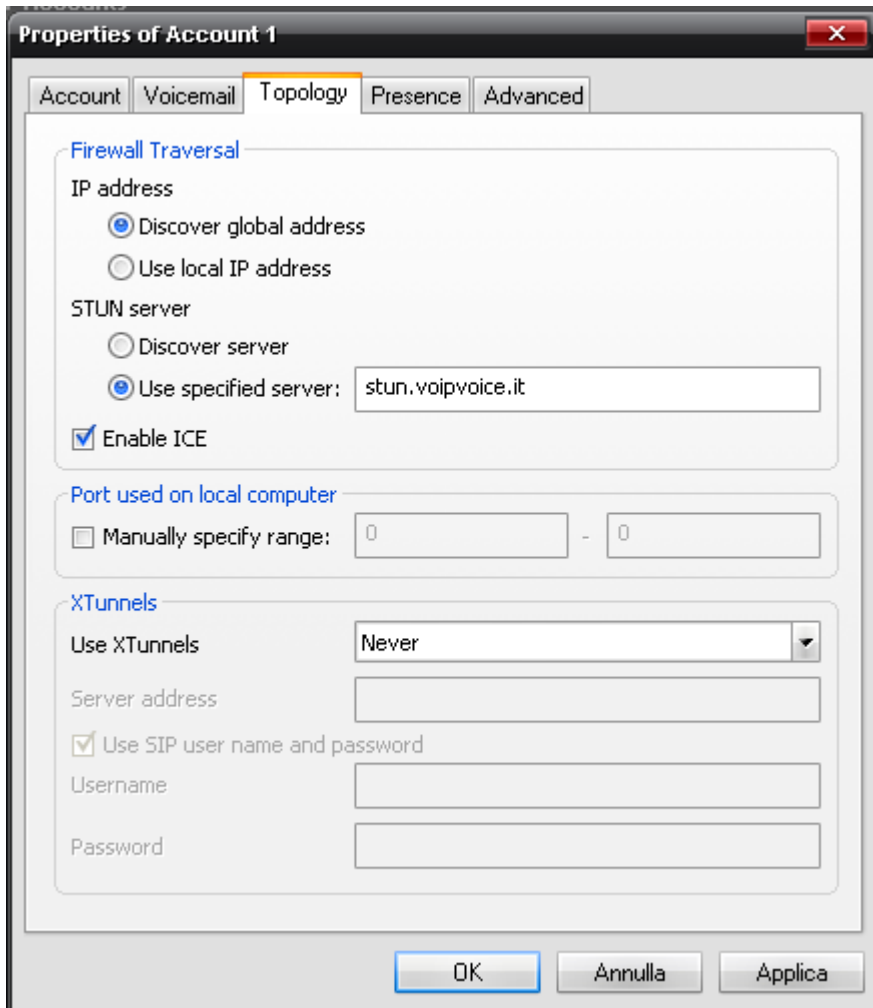 Properties of Account 1
Account Voicemail Topology Presence Advanced
Firewall Traversal
IP address
Discover global address
Use local IP address
STUN server
Discover server
Use specified server: stun.voipvoice.it
Enable ICE
Port used on local computer
Manually specify range: 0 - 0
XTunnels
Use XTunnels Never
Server address
Use SIP user name and password
Username
Password
OK Annulla Applica